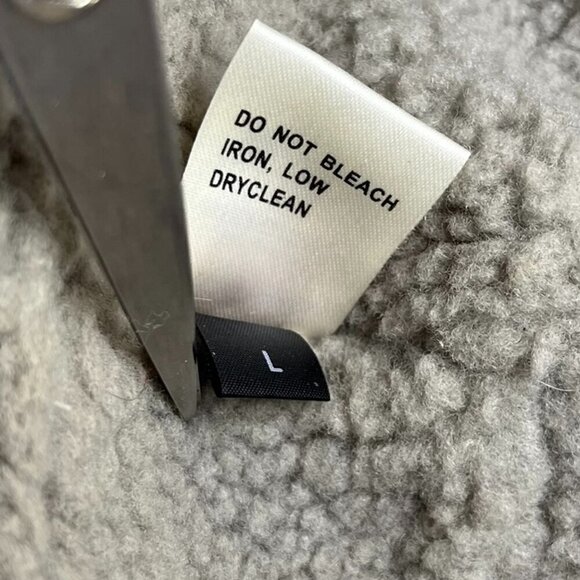 DO NOT BLEACH
IRON, LOW
DRYCLEAN
L